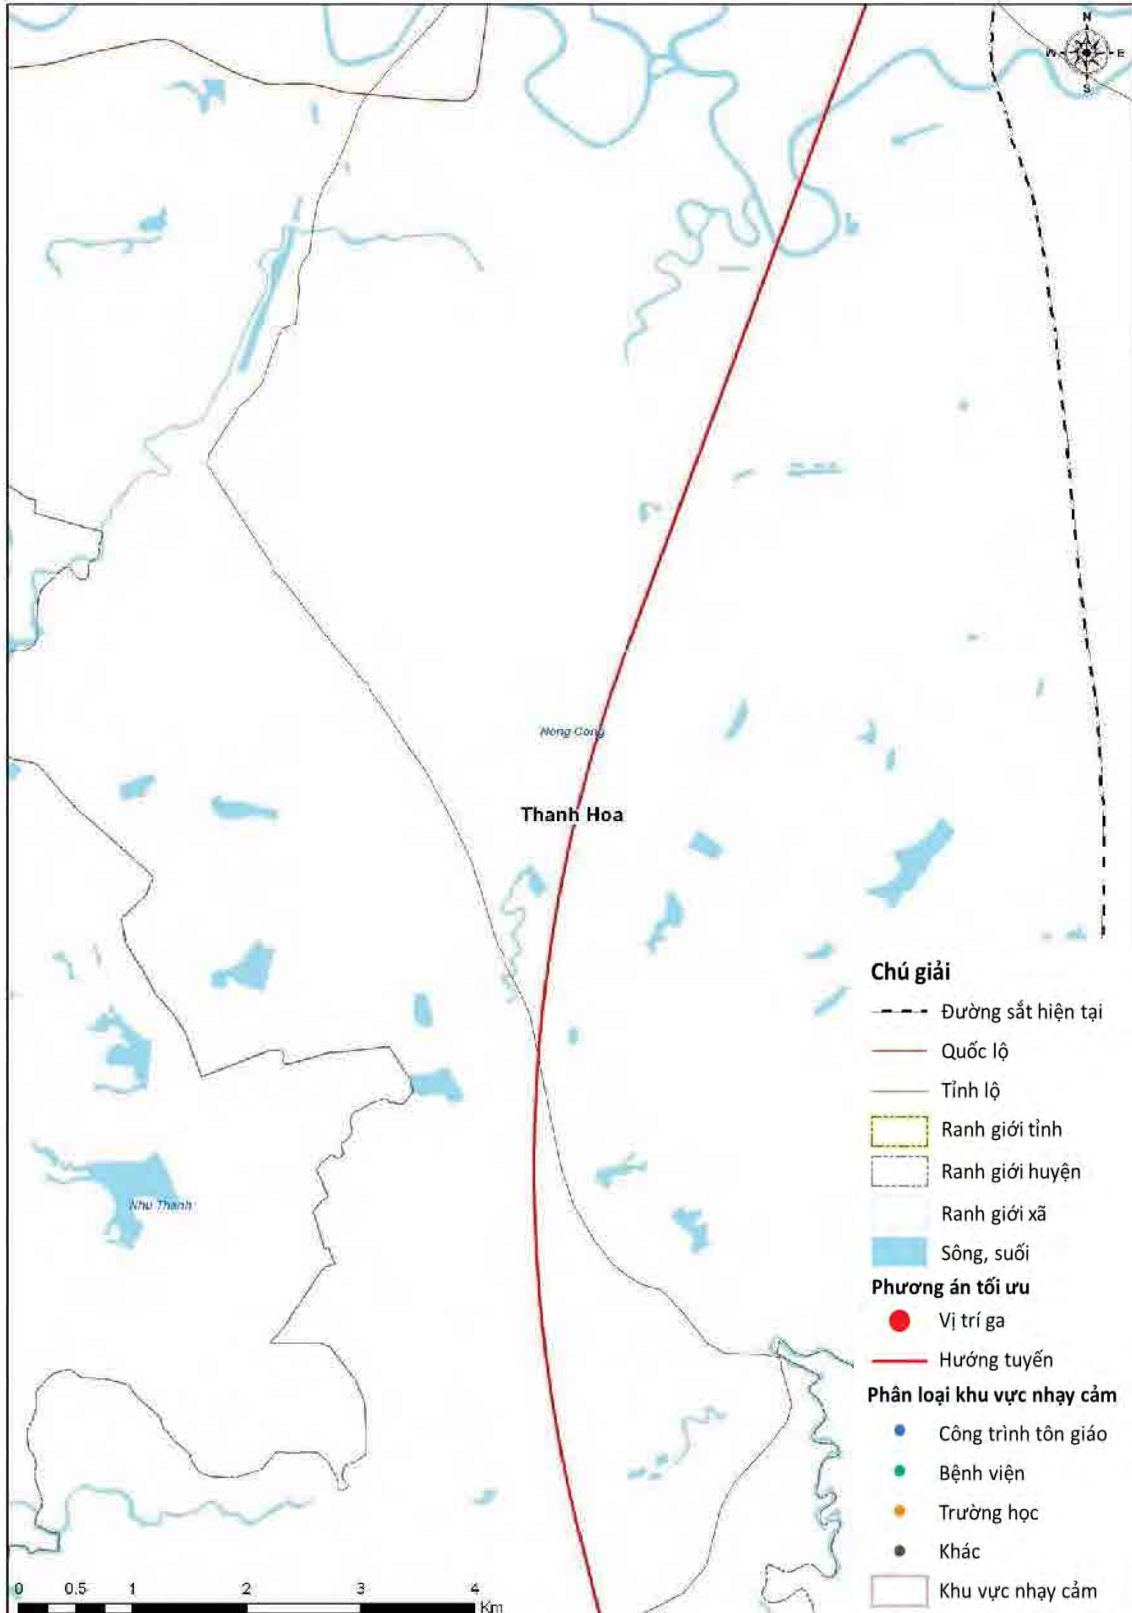 N
W E
S
Nong Cong
Thanh Hoa
Nhu Thanh
Chú giải
Đường sắt hiện tại
Quốc lộ
Tỉnh lộ
Ranh giới tỉnh
Ranh giới huyện
Ranh giới xã
Sông, suối
Phương án tối ưu
Vị trí ga
Hướng tuyến
Phân loại khu vực nhạy cảm
Công trình tôn giáo
Bệnh viện
Trường học
Khác
Khu vực nhạy cảm
0 0.5 1 2 3 4
Km